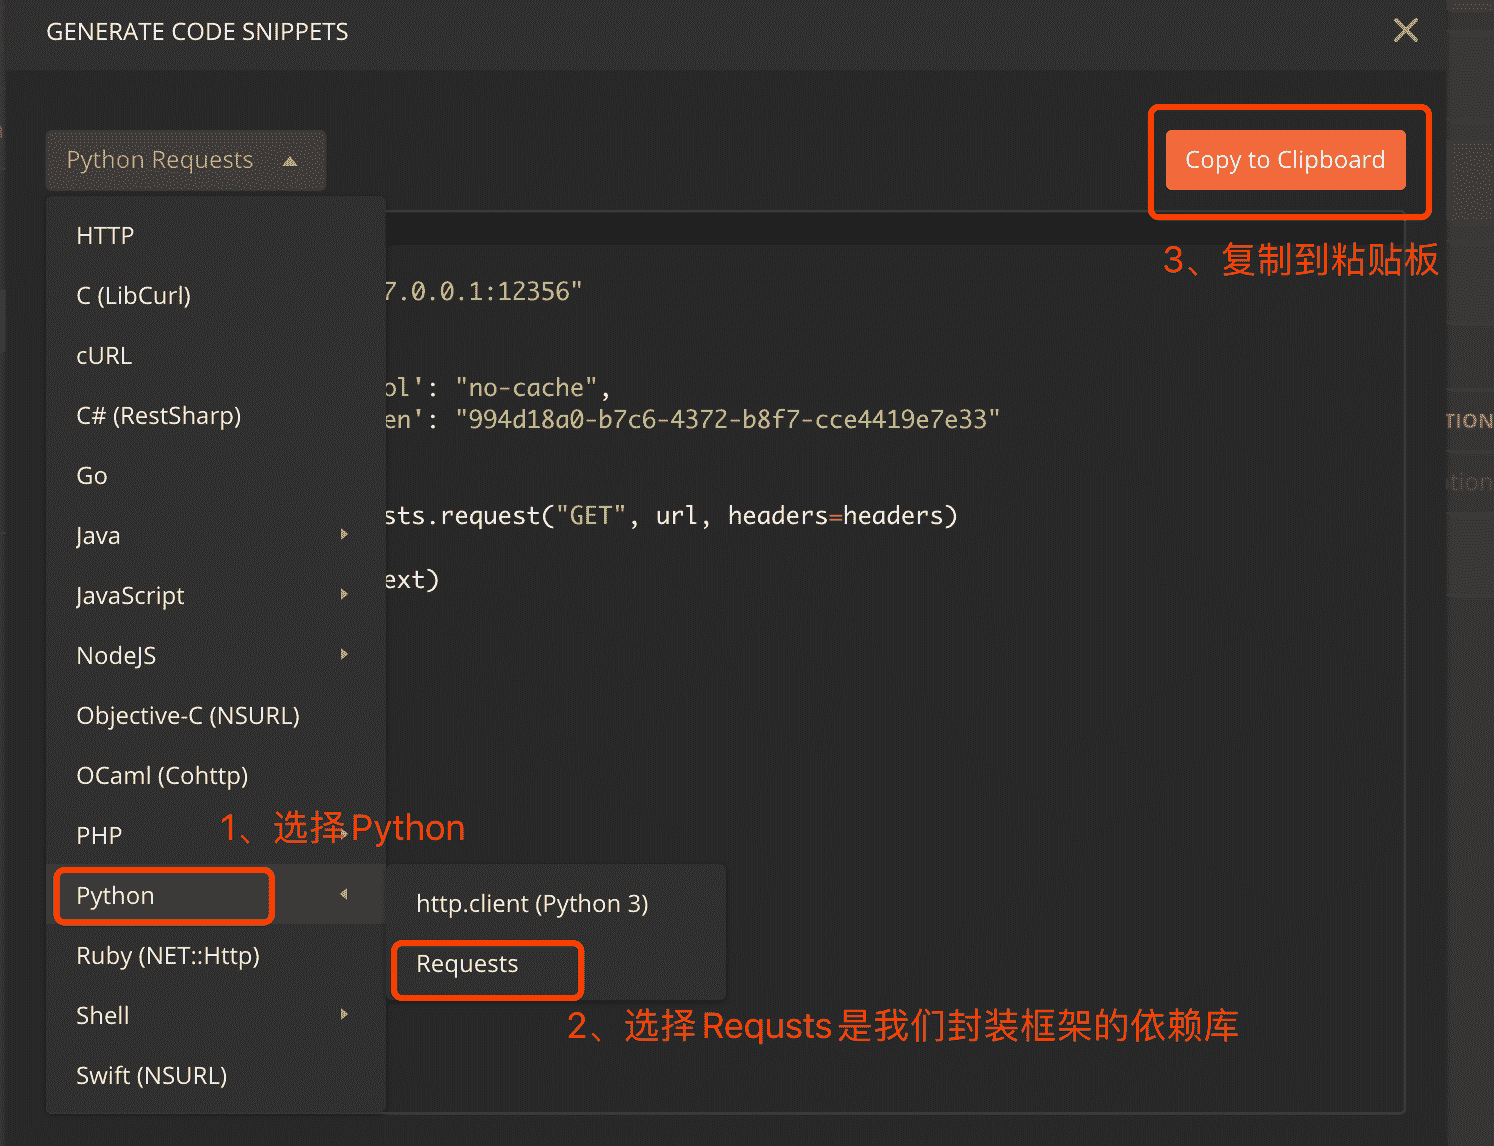 GENERATE CODE SNIPPETS
Python Requests
Copy to Clipboard
3、复制到粘贴板
HTTP
C (LibCurl)
7.0.0.1:12356"
cURL
ol': "no-cache",
C# (RestSharp)
en': "994d18a0-b7c6-4372-b8f7-cce4419e7e33"
TION
Go
tion
Java
sts.request("GET", url, headers=headers)
JavaScript
ext)
NodeJS
Objective-C (NSURL)
OCaml (Cohttp)
PHP
1、选择Python
Python
http.client (Python 3)
Ruby (NET::Http)
Requests
Shell
2、选择Requsts是我们封装框架的依赖库
Swift (NSURL)